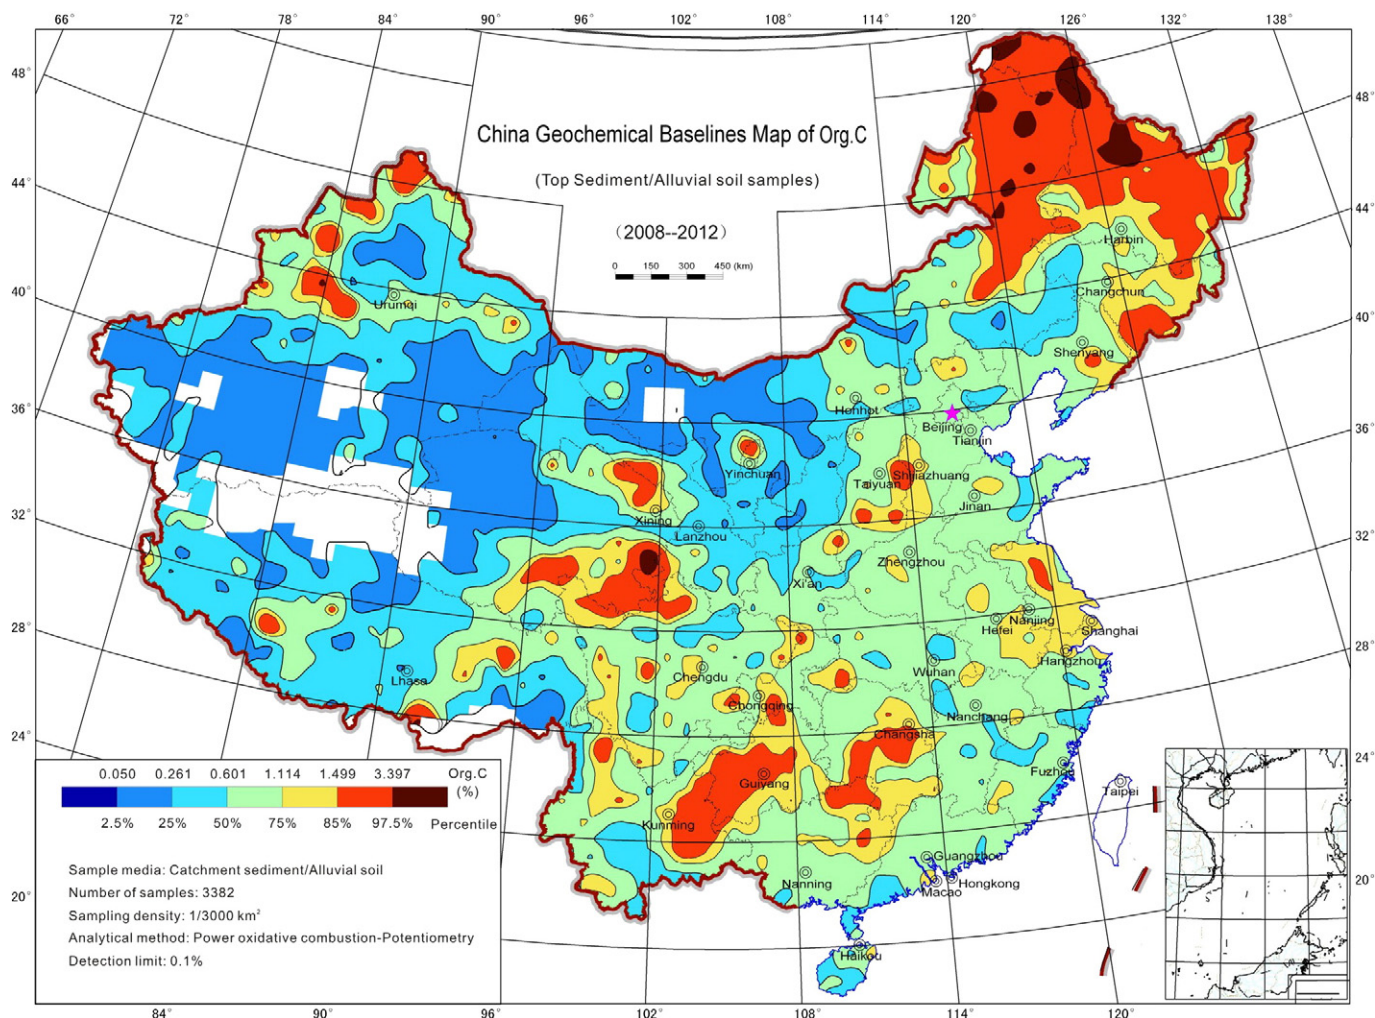 66° 72° 78° 84° 90° 96° 102° 108° 114° 120° 126° 132° 138°
48° 48°
China Geochemical Baselines Map of Org.C
(Top Sediment/Alluvial soil samples)
44° 44°
（2008--2012）
Harbin
0 150 300 450 (km)
40° Urumqi Changchun 40°
Shenyang
36° Hohhot 36°
Beijing
Tianjin
Yinchuan Taiyuan Shijiazhuang
Jinan
32° Xining 32°
Lanzhou
Zhengzhou
Xi'an
28° Hefei Nanjing Shanghai 28°
Lhasa Chengdu Wuhan Hangzhou
Chongqing Nanchang
24° Changsha 24°
Guiyang Fuzhou
Taipei
0.050 0.261 0.601 1.114 1.499 3.397 Org.C
(%)
2.5% 25% 50% 75% 85% 97.5% Percentile
Kunming
Sample media: Catchment sediment/Alluvial soil
Number of samples: 3382
Sampling density: 1/3000 km²
Analytical method: Power oxidative combustion-Potentiometry
Detection limit: 0.1%
Guangzhou
20° Nanning Hongkong 20°
Macao
Haikou
84° 90° 96° 102° 108° 114° 120°